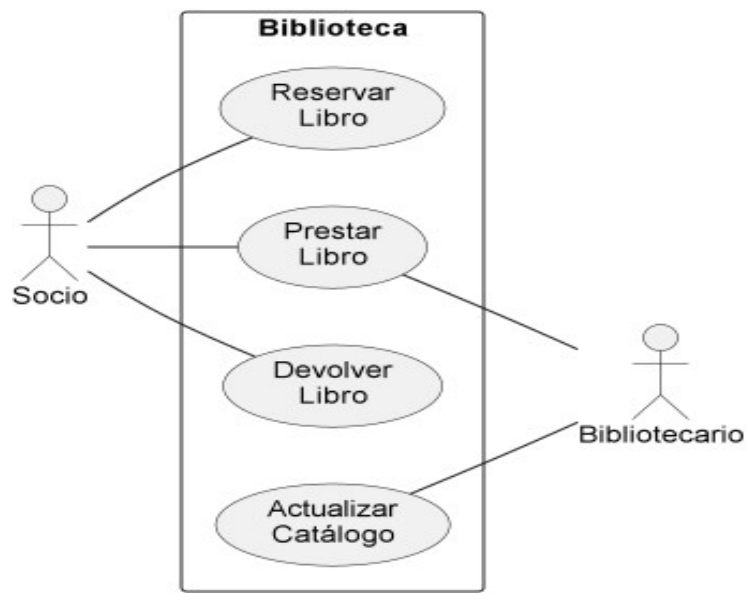 Biblioteca
Reservar
Libro
Prestar
Libro
Socio
Devolver
Libro
Bibliotecario
Actualizar
Catálogo